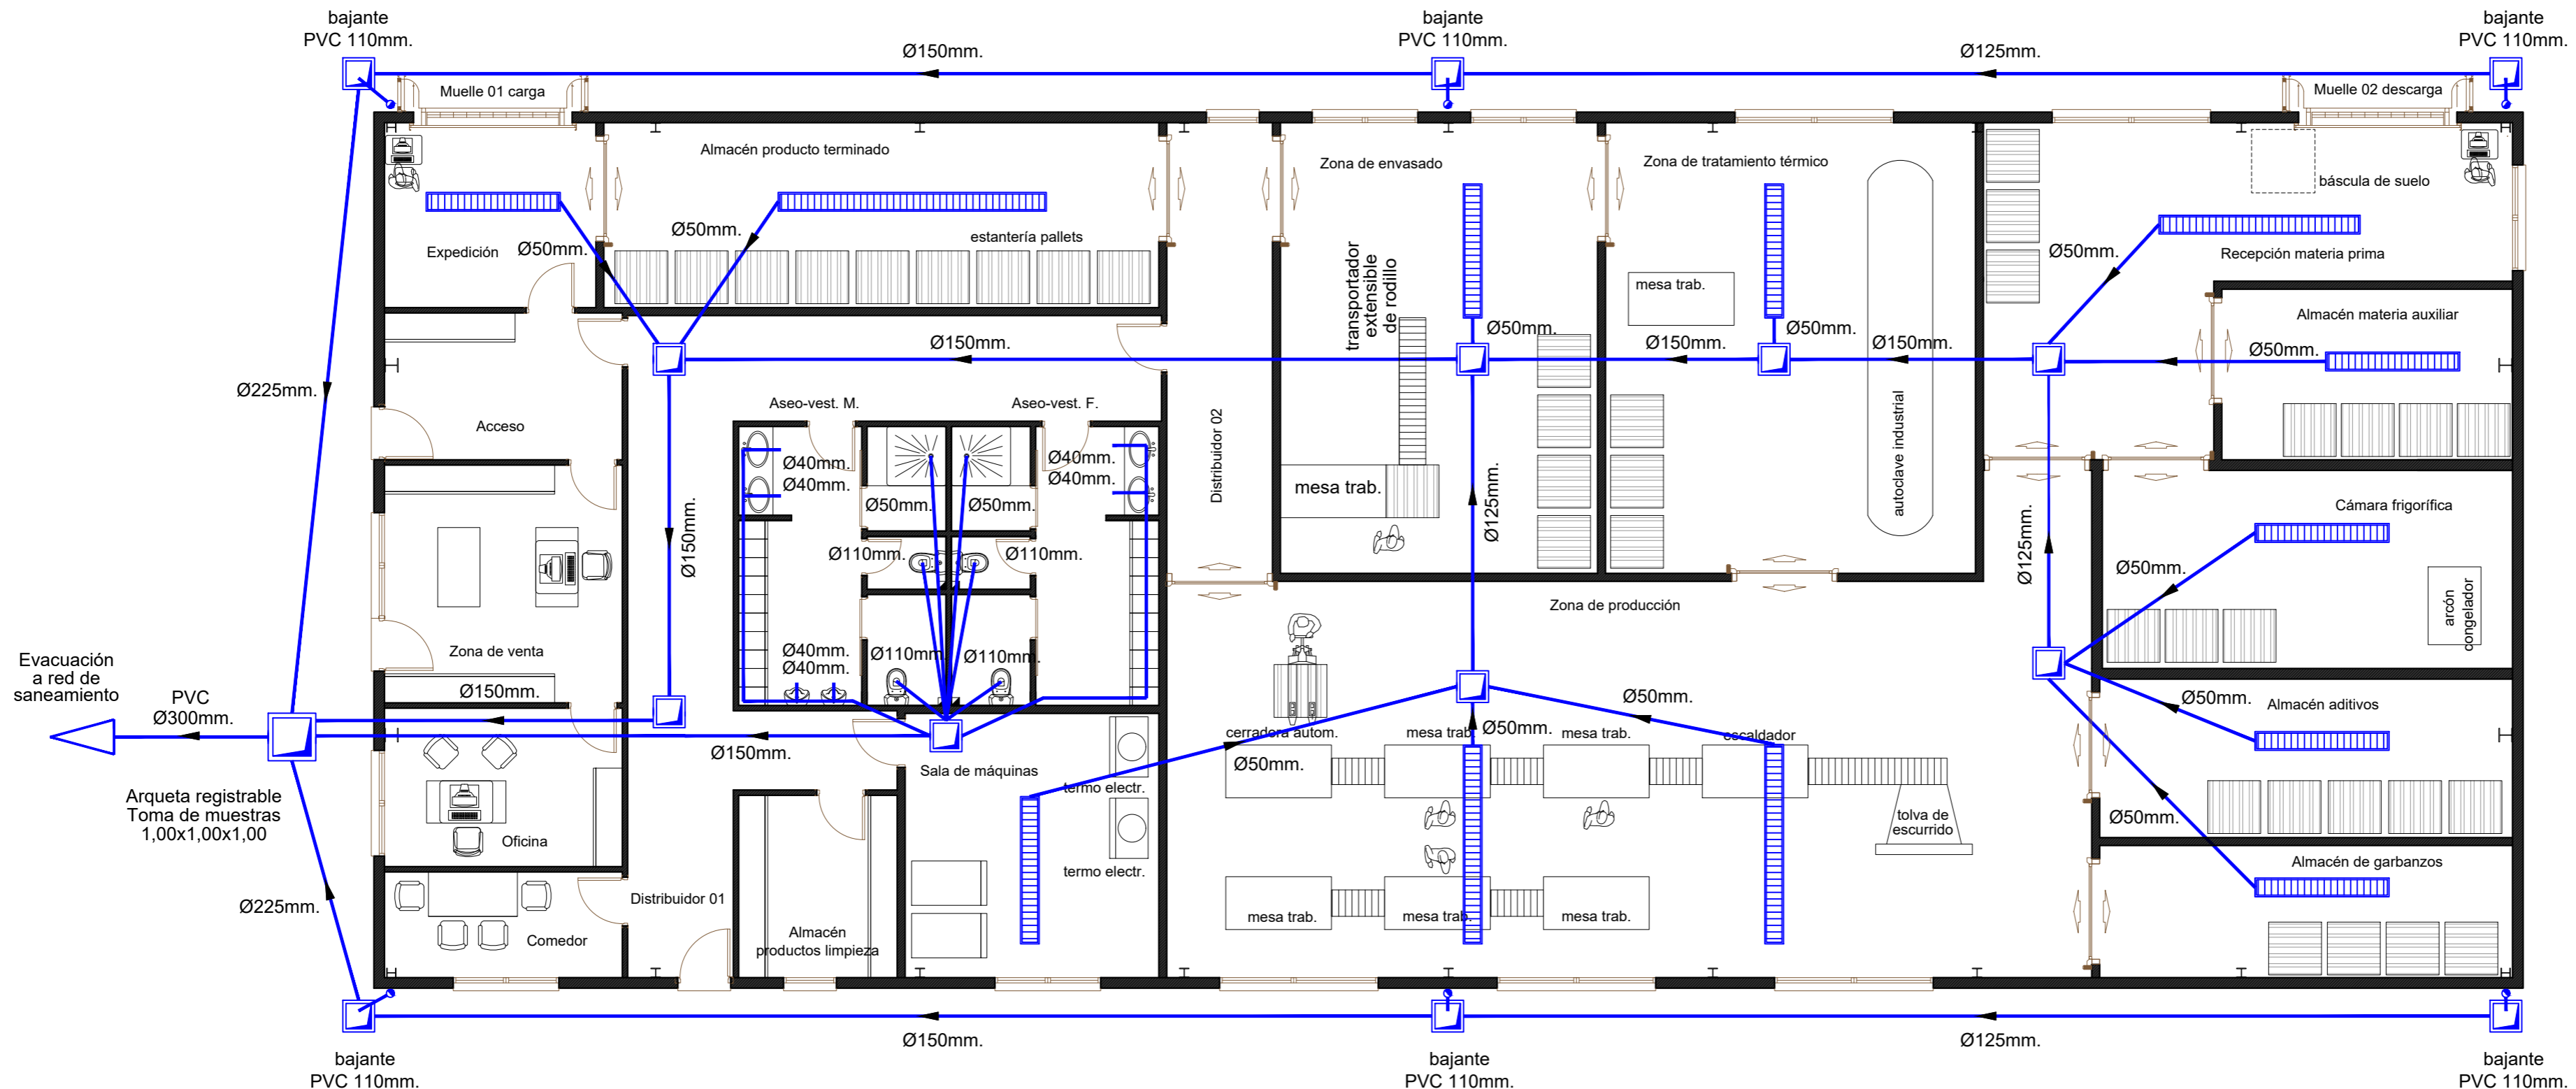 bajante
PVC 110mm.
bajante
PVC 110mm.
bajante
PVC 110mm.
Ø150mm.
Ø125mm.
Muelle 01 carga
Muelle 02 descarga
Almacén producto terminado
Zona de envasado
Zona de tratamiento térmico
báscula de suelo
Ø50mm.
Ø50mm.
estantería pallets
Expedición
Ø50mm.
Recepción materia prima
transportador
extensible
de rodillo
mesa trab.
Almacén materia auxiliar
Ø150mm.
Ø50mm.
Ø150mm.
Ø50mm.
Ø150mm.
Ø50mm.
Ø225mm.
Aseo-vest. M.
Aseo-vest. F.
Acceso
Distribuidor 02
autoclave industrial
Ø40mm.
Ø40mm.
Ø40mm.
Ø40mm.
mesa trab.
Ø50mm.
Ø50mm.
Ø125mm.
Cámara frigorífica
Ø150mm.
Ø110mm.
Ø110mm.
Ø125mm.
Ø50mm.
arcón
congelador
Zona de producción
Zona de venta
Ø40mm.
Ø40mm.
Ø110mm.
Ø110mm.
Evacuación
a red de
saneamiento
PVC
Ø300mm.
Ø150mm.
Ø50mm.
Ø50mm.
Almacén aditivos
cerradora autom.
mesa trab.
Ø50mm.
mesa trab.
escaldador
Ø150mm.
Sala de máquinas
Ø50mm.
termo electr.
Arqueta registrable
Toma de muestras
1,00x1,00x1,00
tolva de
escurrido
Ø50mm.
Oficina
termo electr.
Almacén de garbanzos
Ø225mm.
Distribuidor 01
mesa trab.
mesa trab.
mesa trab.
Comedor
Almacén
productos limpieza
Ø150mm.
Ø125mm.
bajante
PVC 110mm.
bajante
PVC 110mm.
bajante
PVC 110mm.